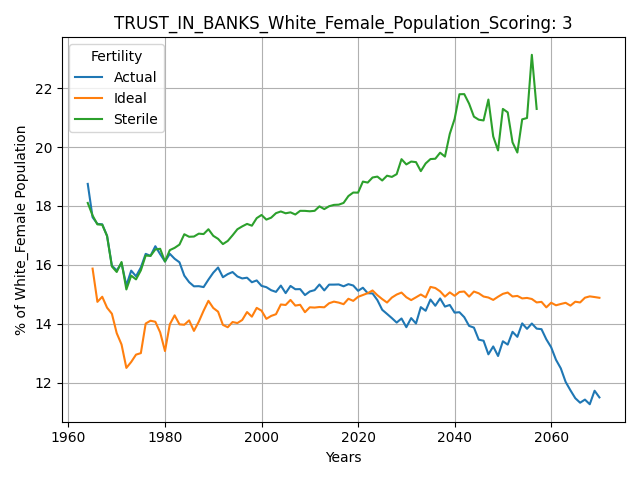 TRUST_IN_BANKS_White_Female_Population_Scoring: 3
Fertility
Actual
Ideal
Sterile
% of White_Female Population
22
20
18
16
14
12
1960 1980 2000 2020 2040 2060
Years